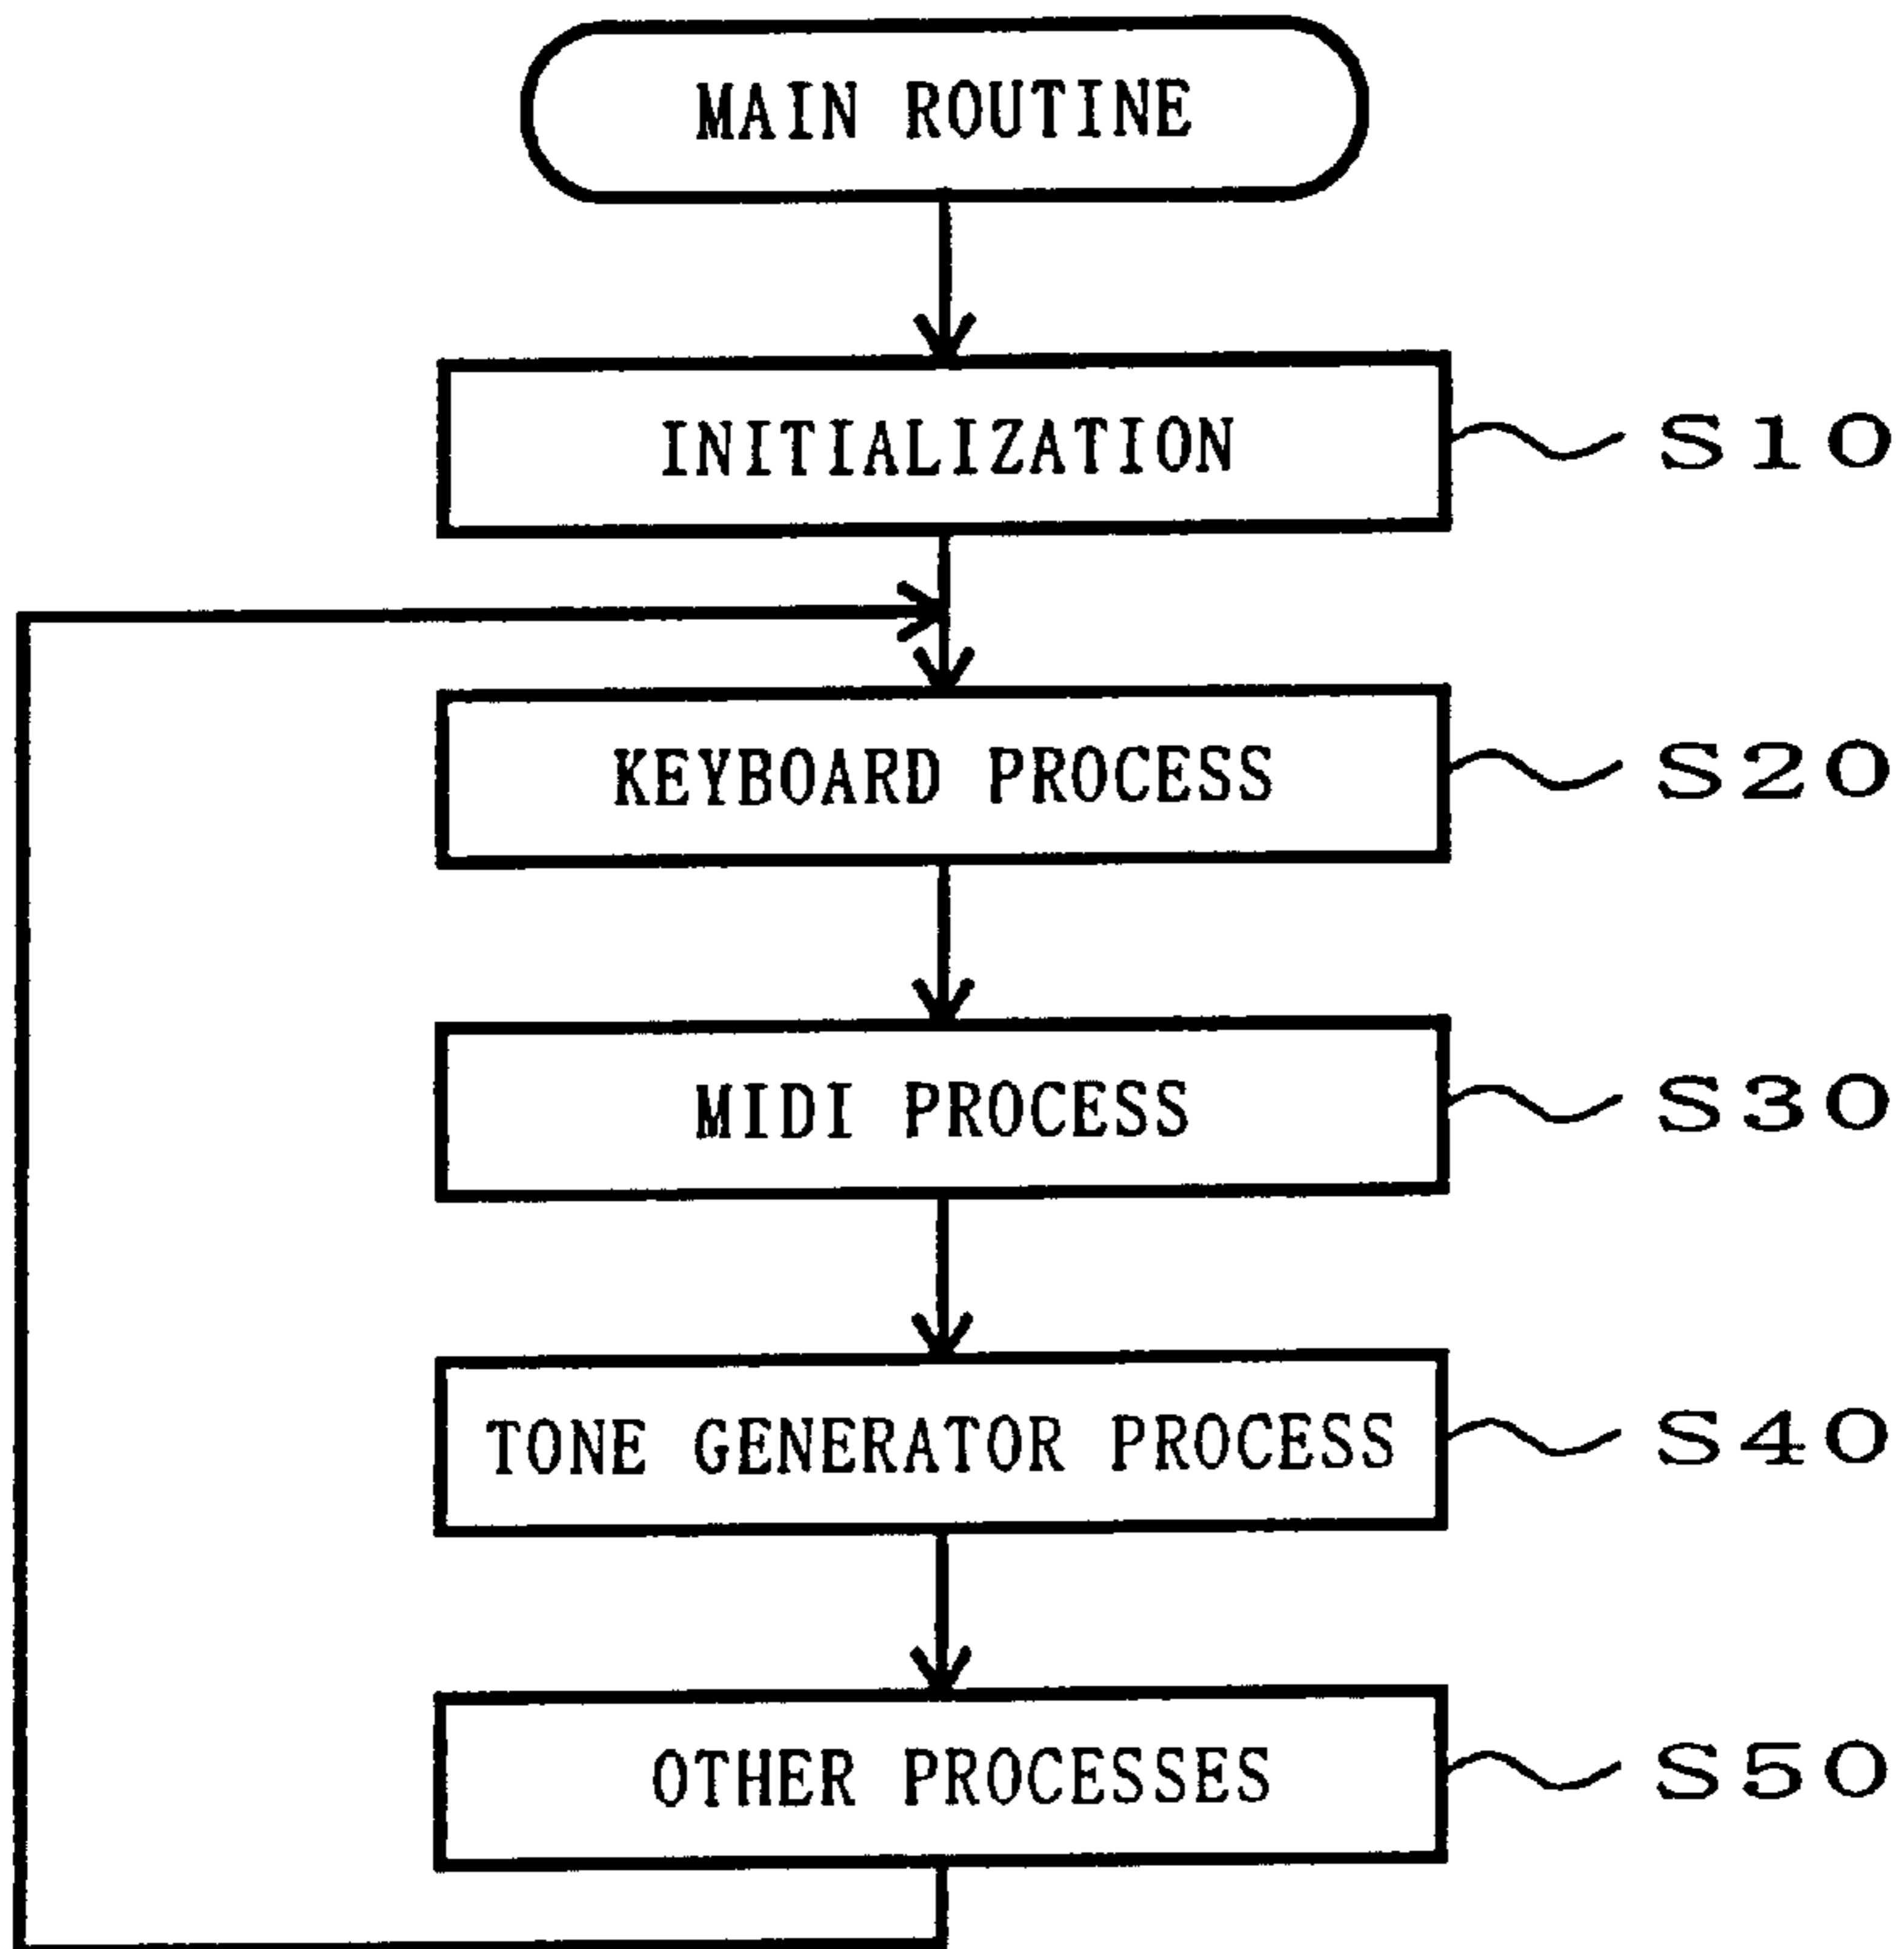 MAIN ROUTINE
INITIALIZATION S10
KEYBOARD PROCESS S20
MIDI PROCESS S30
TONE GENERATOR PROCESS S40
OTHER PROCESSES S50